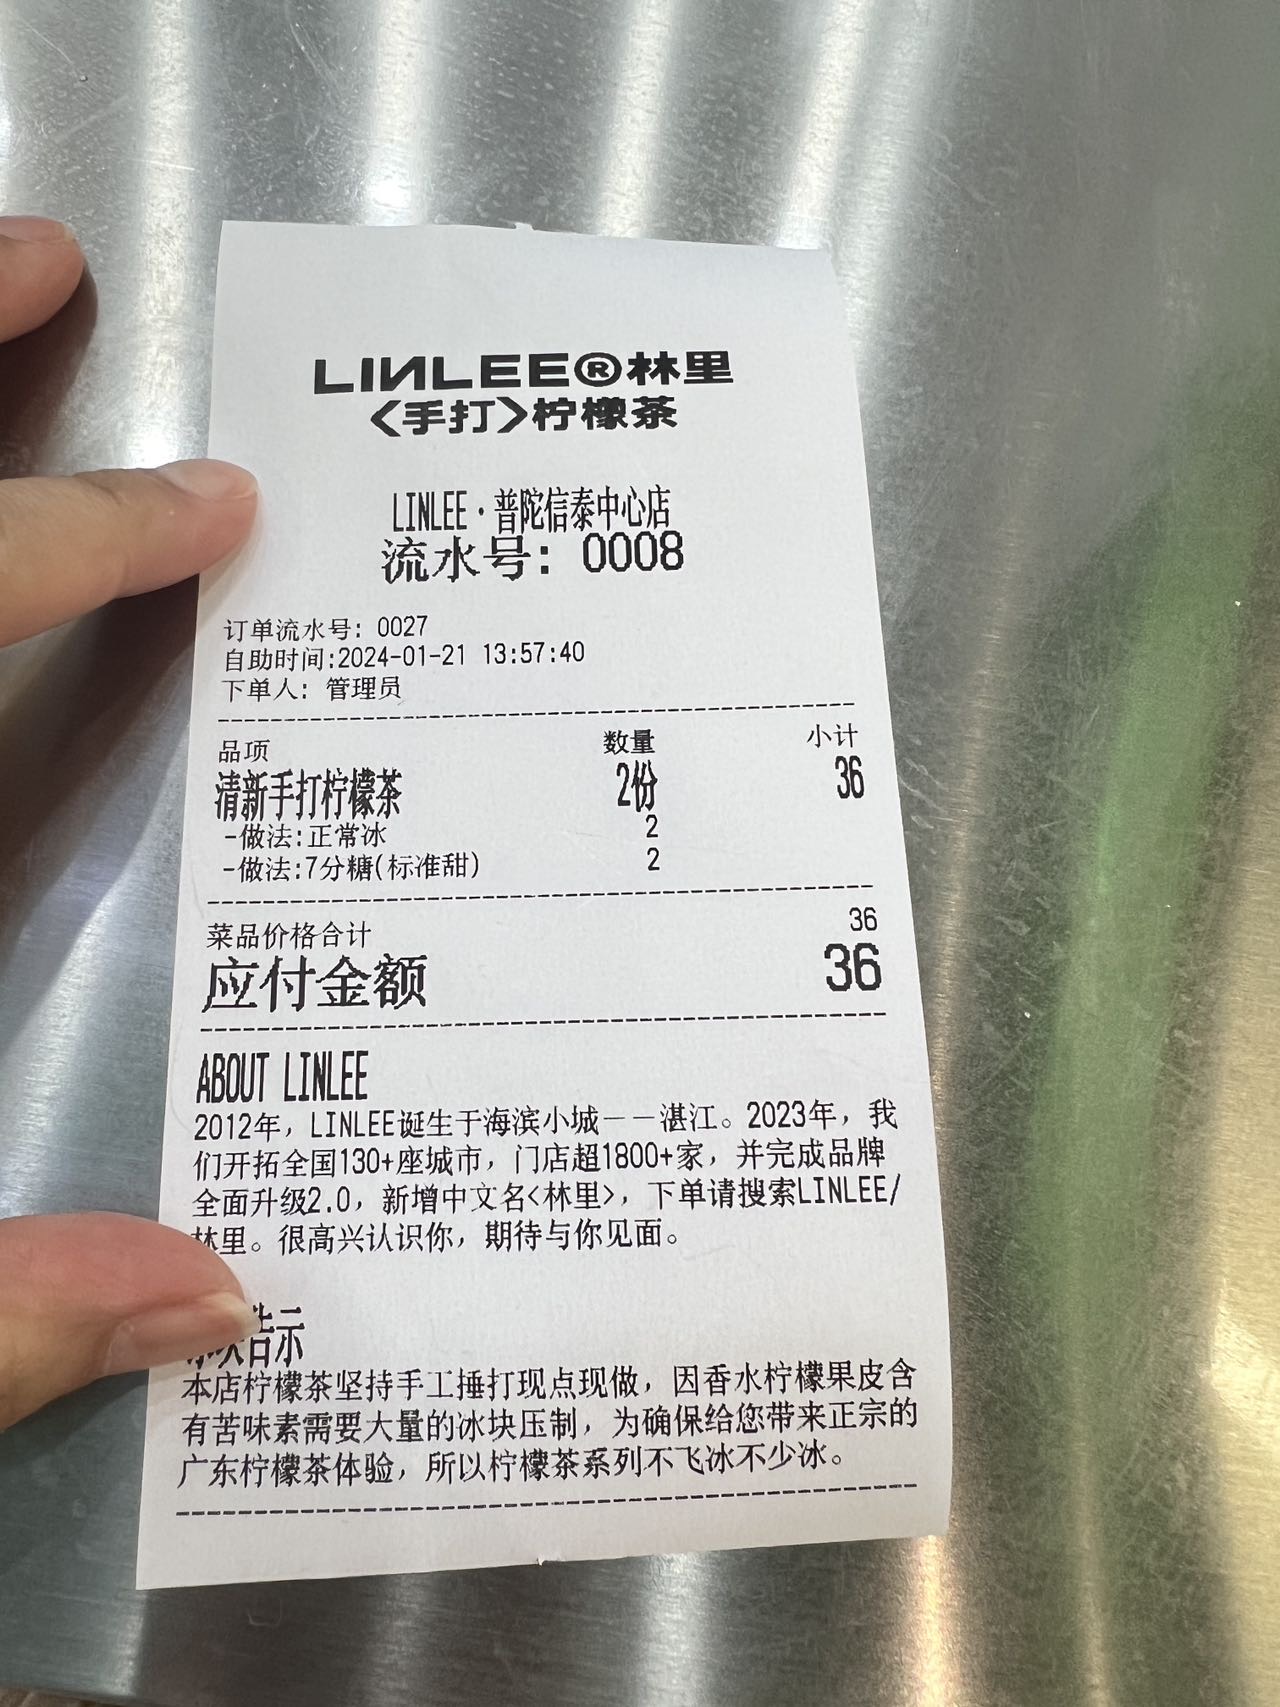 LINLEE®林里
<手打>柠檬茶
LINLEE·普陀信泰中心店
流水号: 0008
订单流水号: 0027
自助时间:2024-01-21 13:57:40
下单人: 管理员
品项 数量 小计
清新手打柠檬茶 2份 36
-做法:正常冰 2
-做法:7分糖(标准甜) 2
菜品价格合计 36
应付金额 36
ABOUT LINLEE
2012年, LINLEE诞生于海滨小城——湛江。2023年, 我
们开拓全国130+座城市, 门店超1800+家, 并完成品牌
全面升级2.0, 新增中文名<林里>, 下单请搜索LINLEE/
林里。很高兴认识你, 期待与你见面。
告示
本店柠檬茶坚持手工捶打现点现做, 因香水柠檬果皮含
有苦味素需要大量的冰块压制, 为确保给您带来正宗的
广东柠檬茶体验, 所以柠檬茶系列不飞冰不少冰。